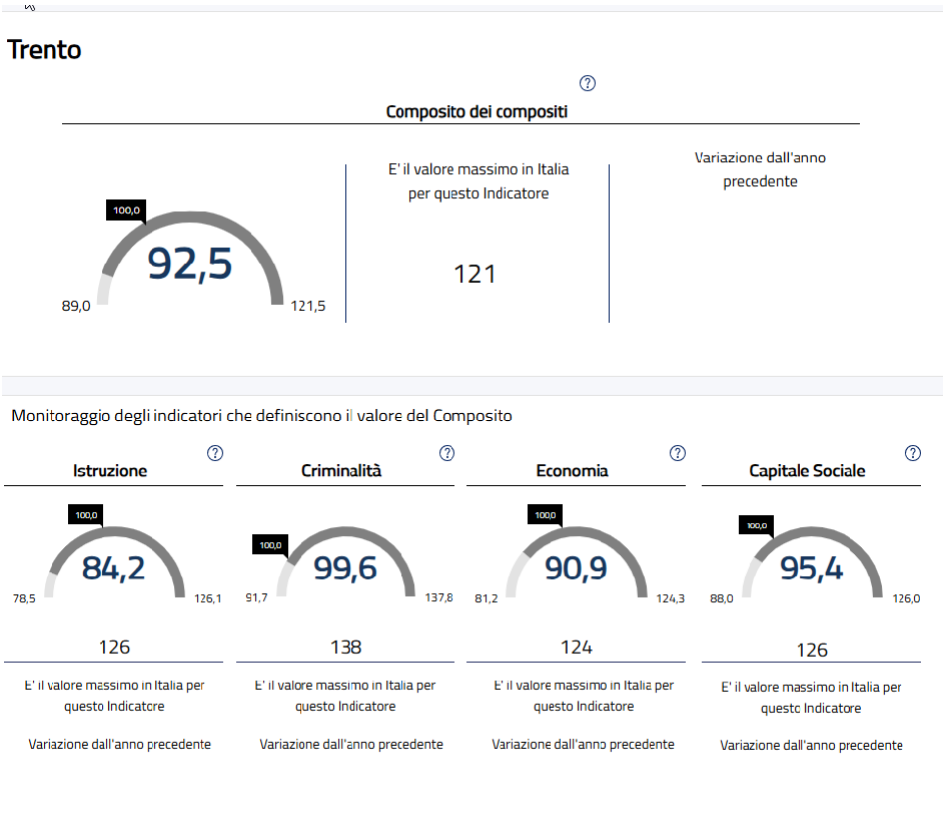 Trento
Composito dei compositi
E' il valore massimo in Italia
per questo Indicatore
Variazione dall'anno
precedente
100,0
92,5
121
89,0
121,5
Monitoraggio degli indicatori che definiscono il valore del Composito
Istruzione
Criminalità
Economia
Capitale Sociale
100,0
100,0
100,0
100,0
84,2
99,6
90,9
95,4
78,5
126,1
91,7
137,8
81,2
124,3
88,0
126,0
126
138
124
126
E' il valore massimo in Italia per
questo Indicatore
E' il valore massimo in Italia per
questo Indicatore
E' il valore massimo in Italia per
questo Indicatore
E' il valore massimo in Italia per
questo Indicatore
Variazione dall'anno precedente
Variazione dall'anno precedente
Variazione dall'anno precedente
Variazione dall'anno precedente